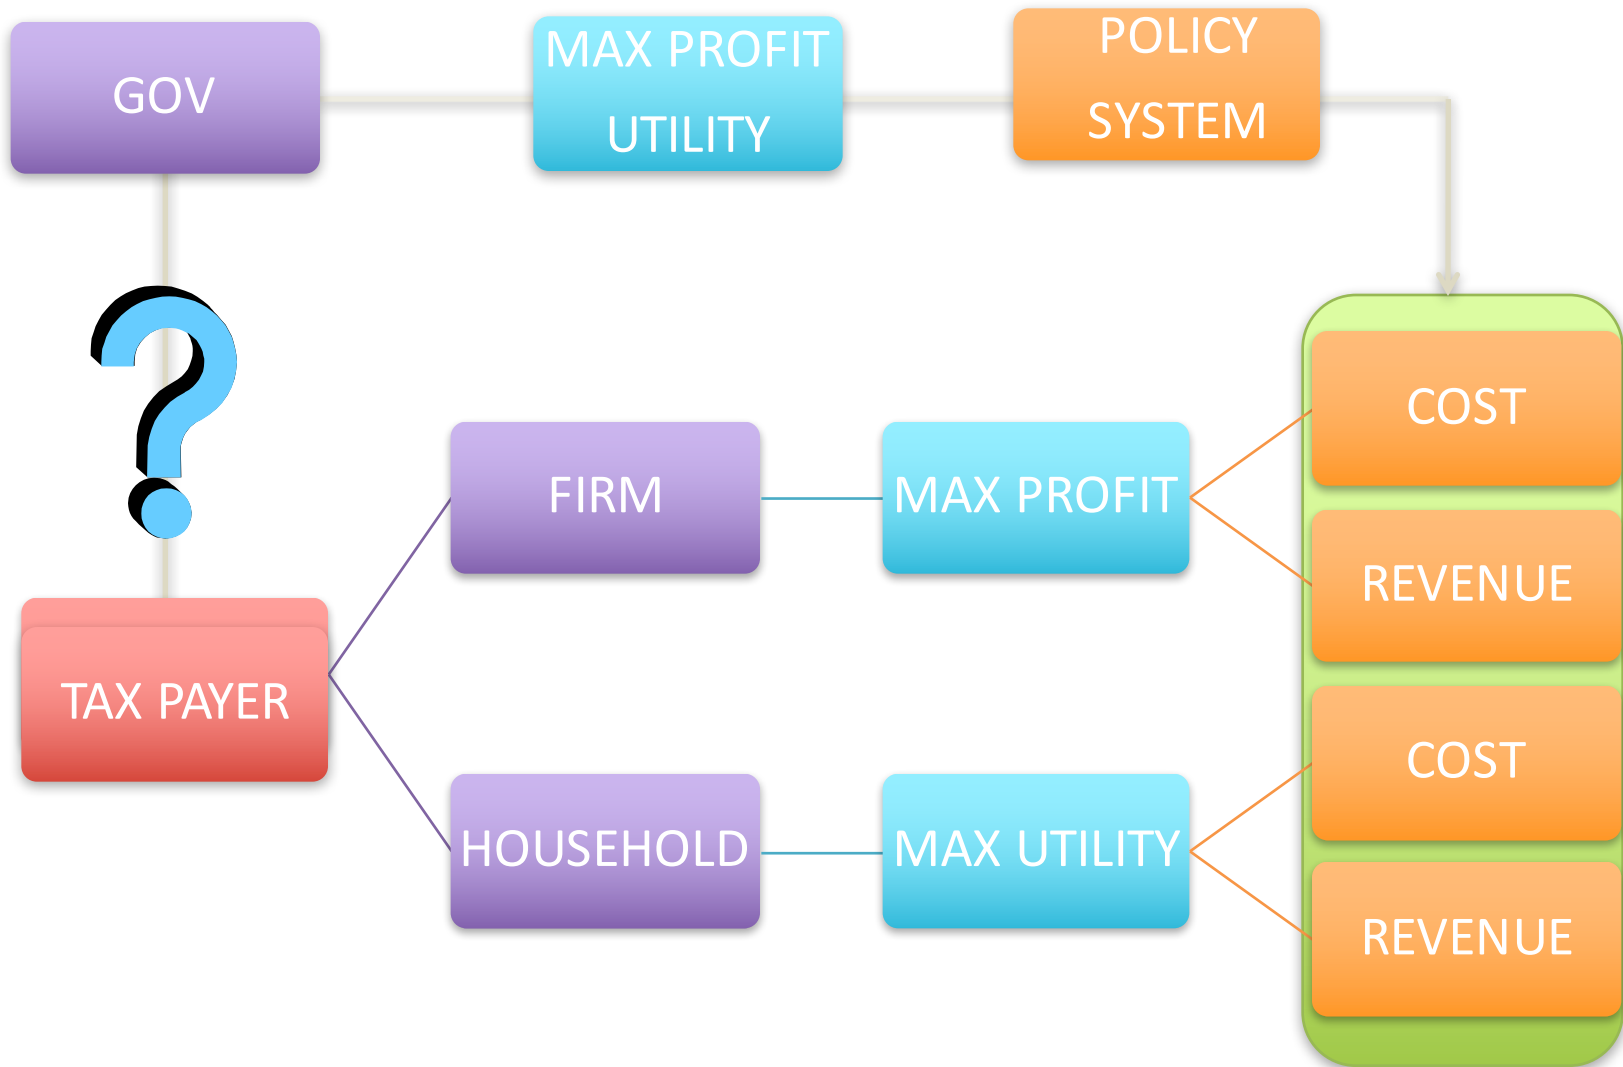 GOV
MAX PROFIT
UTILITY
POLICY
SYSTEM
?
TAX PAYER
FIRM
MAX PROFIT
COST
REVENUE
HOUSEHOLD
MAX UTILITY
COST
REVENUE